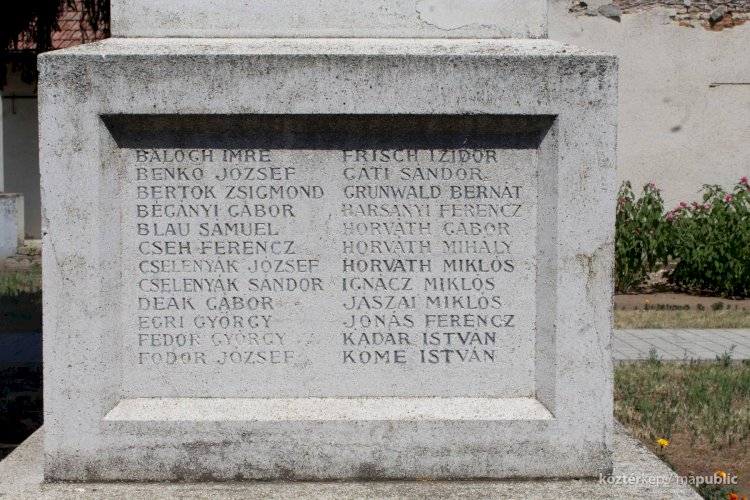 BALOGH IMRE
BENKŐ JÓZSEF
BERTÓK ZSIGMOND
BÉGÁNYI GÁBOR
BLAU SAMUEL
CSEH FERENCZ
CSELENYÁK JÓZSEF
CSELENYÁK SÁNDOR
DEÁK GÁBOR
EGRI GYÖRGY
FEDOR GYÖRGY
FODOR JÓZSEF
FRISCH IZIDOR
GÁTI SÁNDOR
GRÜNWALD BERNÁT
HARSÁNYI FERENCZ
HORVÁTH GÁBOR
HORVÁTH MIHÁLY
HORVÁTH MIKLÓS
IGNÁCZ MIKLÓS
JÁSZAI MIKLÓS
JÓNÁS FERENCZ
KÁDÁR ISTVÁN
KÖME ISTVÁN
köztérkép / mapublic